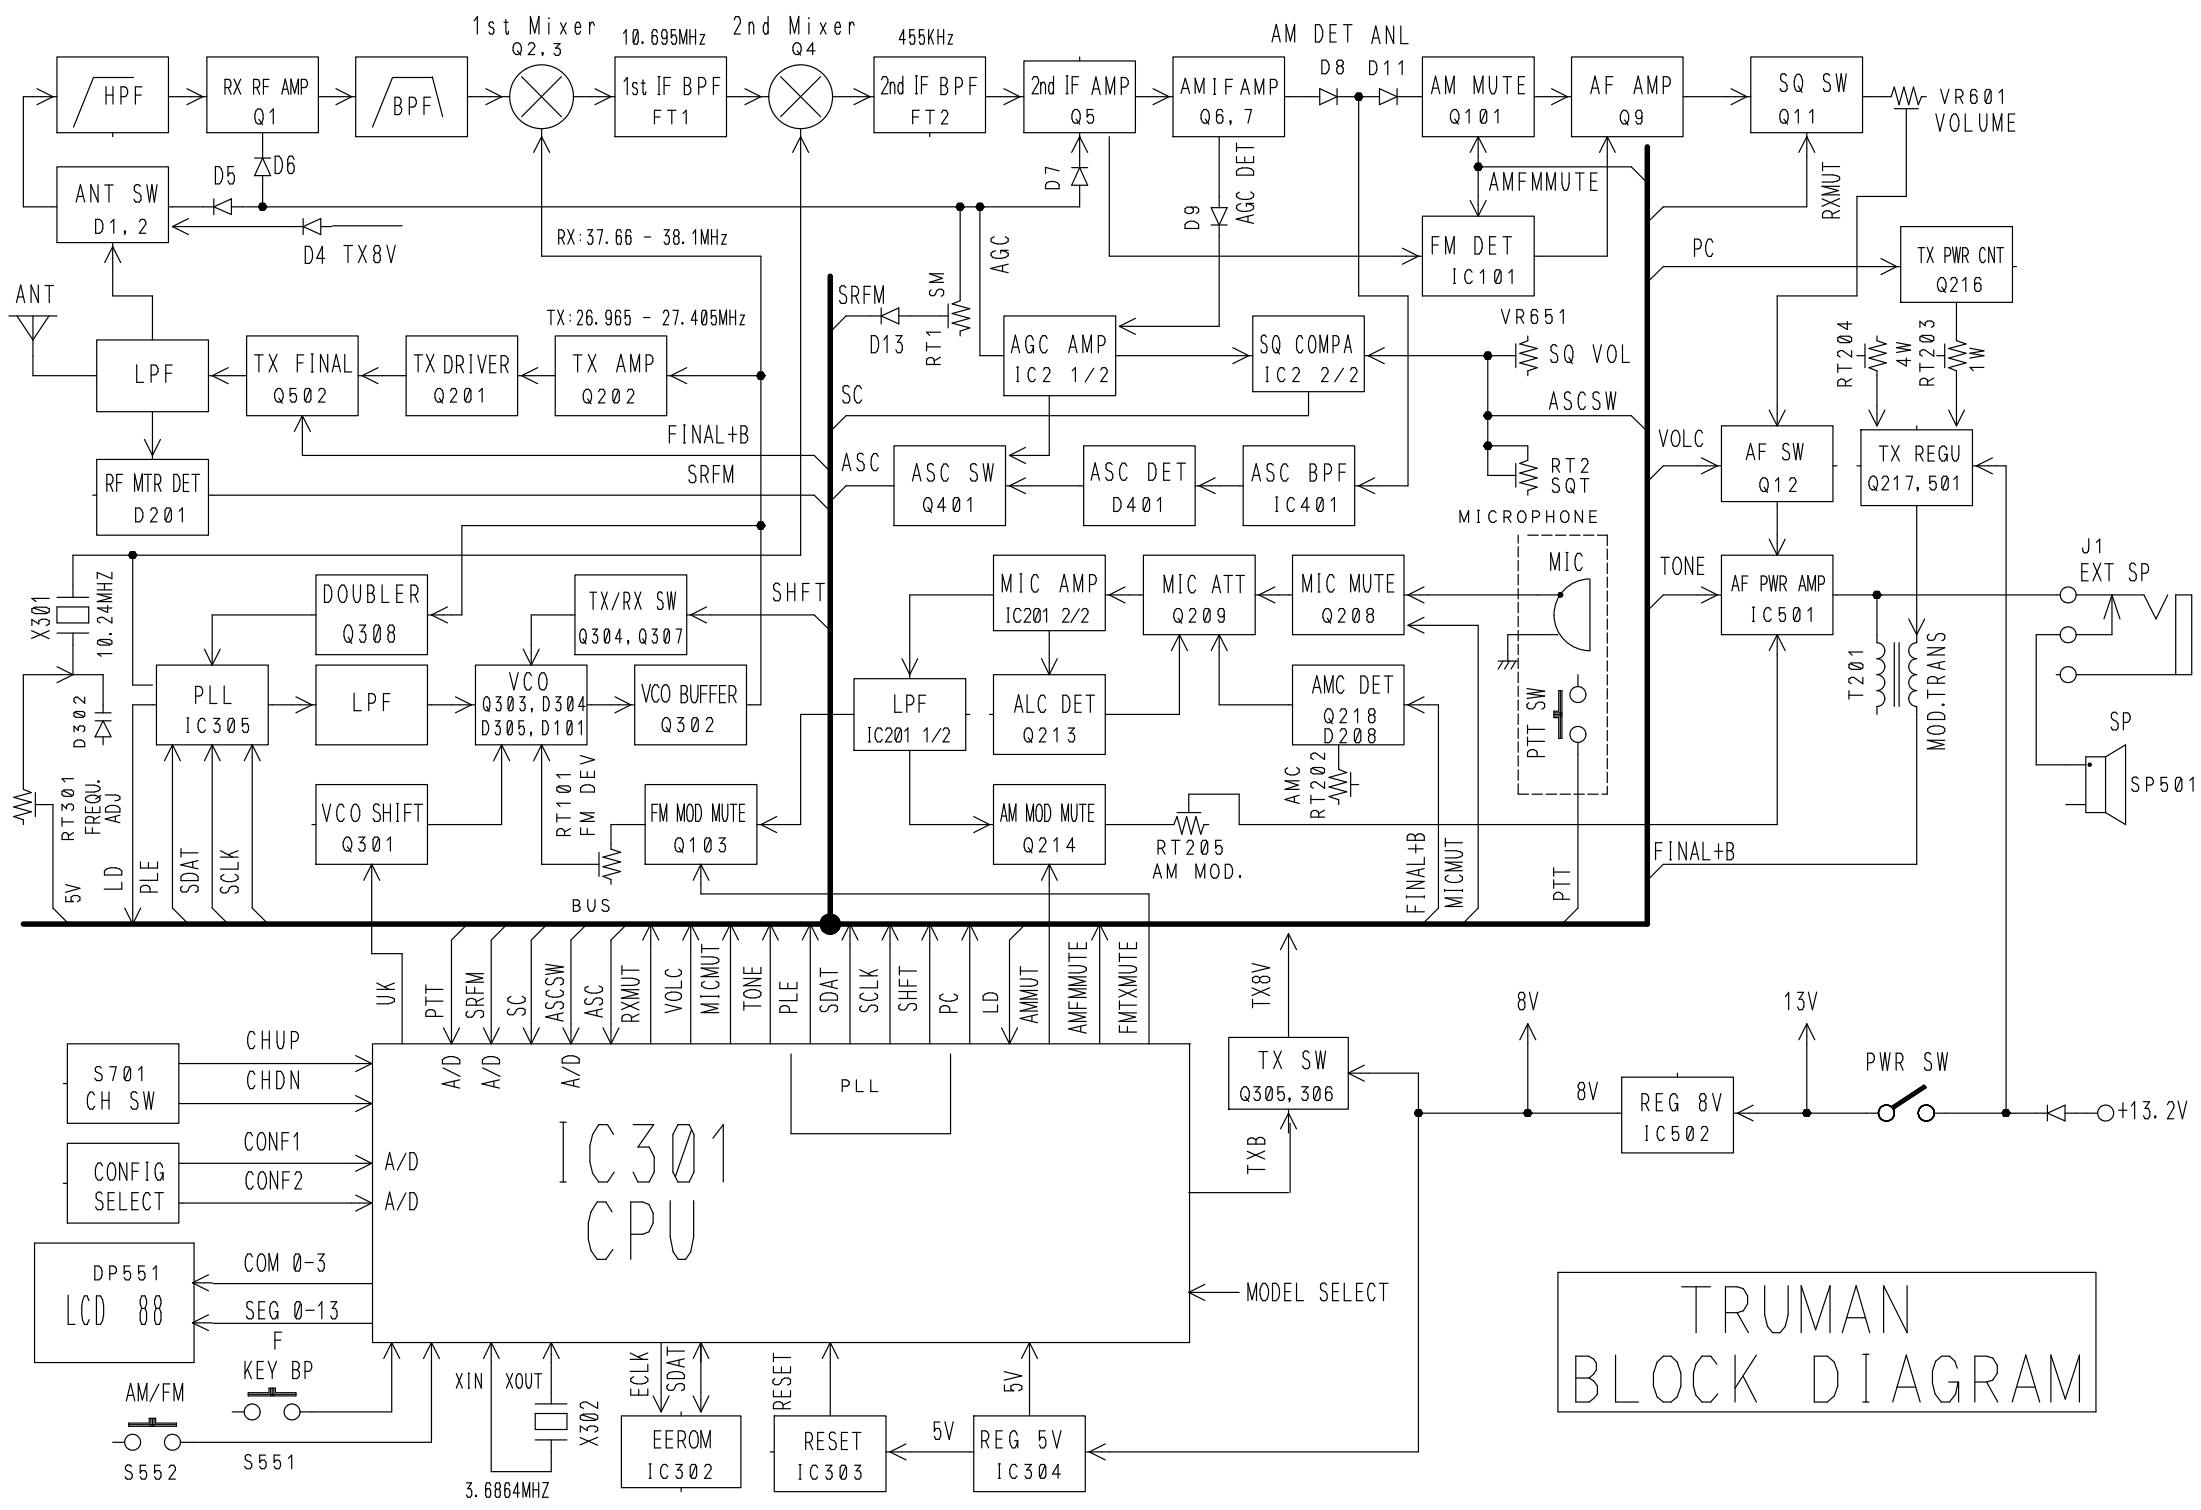 1st Mixer
Q2,3
10.695MHz
2nd Mixer
Q4
455KHz
AM DET ANL
D8 D11
HPF
RX RF AMP
Q1
BPF
1st IF BPF
FT1
2nd IF BPF
FT2
2nd IF AMP
Q5
AMIFAMP
Q6,7
AM MUTE
Q101
AF AMP
Q9
SQ SW
Q11
VR601
VOLUME
ANT SW
D1,2
D5
D6
D4 TX8V
RX:37.66 - 38.1MHz
D7
D9
AGC DET
AMFMMUTE
FM DET
IC101
RXMUT
PC
TX PWR CNT
Q216
ANT
LPF
TX FINAL
Q502
TX DRIVER
Q201
TX AMP
Q202
TX:26.965 - 27.405MHz
SRFM
D13
RT1 SM
AGC
AGC AMP
IC2 1/2
SQ COMPA
IC2 2/2
VR651
SQ VOL
RT204
4W
RT203
1W
SC
ASCSW
FINAL+B
SRFM
RF MTR DET
D201
ASC
ASC SW
Q401
ASC DET
D401
ASC BPF
IC401
RT2
SQT
VOLC
AF SW
Q12
TX REGU
Q217,501
MICROPHONE
MIC
PTT SW
X301
10.24MHZ
DOUBLER
Q308
TX/RX SW
Q304,Q307
SHFT
MIC AMP
IC201 2/2
MIC ATT
Q209
MIC MUTE
Q208
TONE
AF PWR AMP
IC501
J1
EXT SP
D302
PLL
IC305
LPF
VCO
Q303,D304
D305,D101
VCO BUFFER
Q302
LPF
IC201 1/2
ALC DET
Q213
AMC DET
Q218
D208
T201
MOD.TRANS
SP
SP501
RT301
FREQU.
ADJ
VCO SHIFT
Q301
RT101
FM DEV
FM MOD MUTE
Q103
AM MOD MUTE
Q214
RT205
AM MOD.
AMC
RT202
FINAL+B
5V
LD
PLE
SDAT
SCLK
BUS
FINAL+B
MICMUT
PTT
UK
PTT
SRFM
SC
ASCSW
ASC
RXMUT
VOLC
MICMUT
TONE
PLE
SDAT
SCLK
SHFT
PC
LD
AMMUT
AMFMMUTE
FMTXMUTE
TX8V
8V
13V
S701
CH SW
CHUP
CHDN
A/D
A/D
A/D
PLL
TX SW
Q305,306
8V
REG 8V
IC502
PWR SW
+13.2V
CONFIG
SELECT
CONF1
CONF2
A/D
A/D
IC301
CPU
TXB
DP551
LCD 88
COM 0-3
SEG 0-13
MODEL SELECT
F
KEY BP
AM/FM
S552
S551
XIN
XOUT
X302
3.6864MHZ
ECLK
SDAT
EEROM
IC302
RESET
RESET
IC303
5V
5V
REG 5V
IC304
TRUMAN
BLOCK DIAGRAM